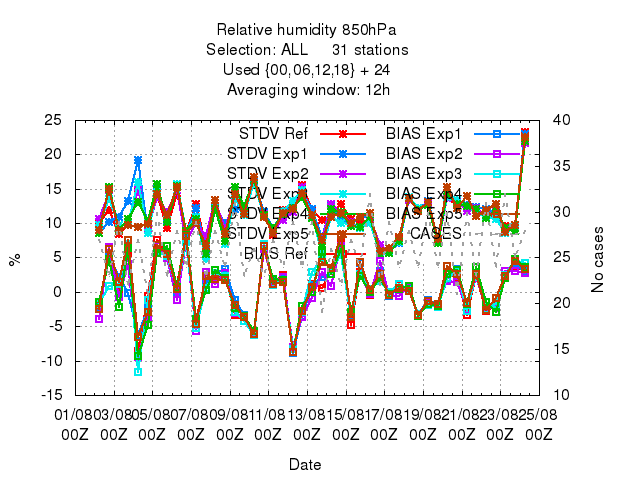 Relative humidity 850hPa
Selection: ALL 31 stations
Used {00,06,12,18} + 24
Averaging window: 12h
25 40
20 35
15 30
10 25
5 20
0 15
-5 10
-10
-15
%
No cases
STDV Ref BIAS Exp1
STDV Exp1 BIAS Exp2
STDV Exp2 BIAS Exp3
STDV Exp3 BIAS Exp4
STDV Exp4 BIAS Exp5
STDV Exp5 CASES
BIAS Ref
01/08 03/08 05/08 07/08 09/08 11/08 13/08 15/08 17/08 19/08 21/08 23/08 25/08
00Z 00Z 00Z 00Z 00Z 00Z 00Z 00Z 00Z 00Z 00Z 00Z 00Z
Date